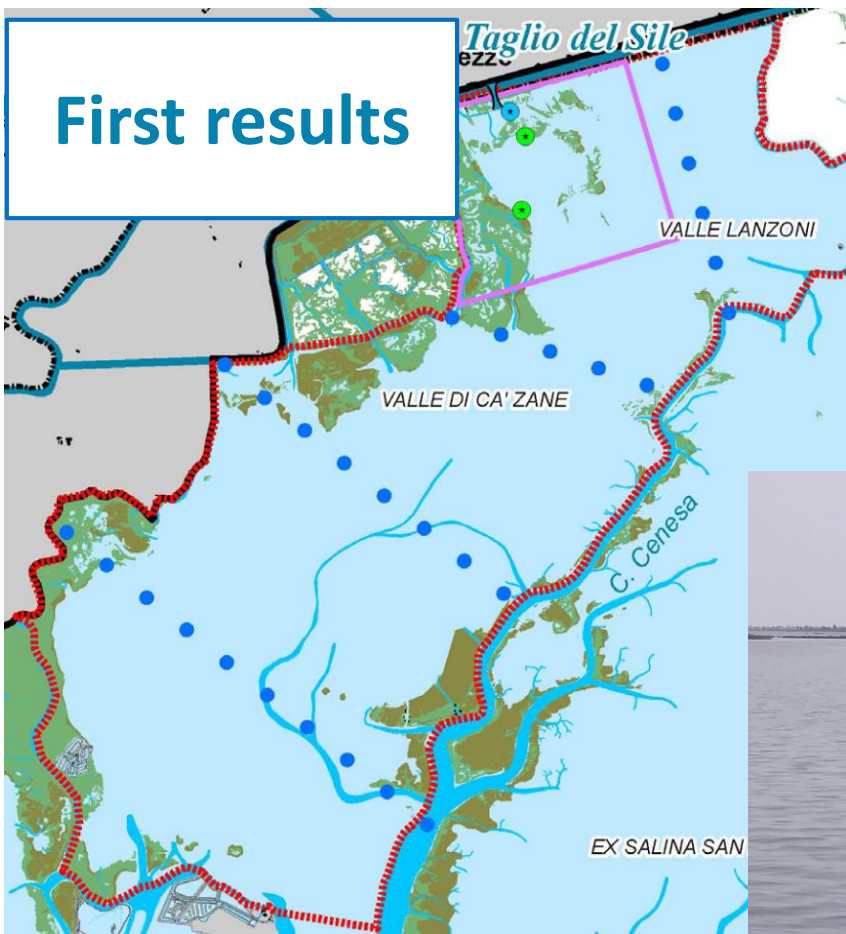 First results
Taglio del Sile
VALLE LANZONI
VALLE DI CA' ZANE
C. Cenesa
EX SALINA SAN